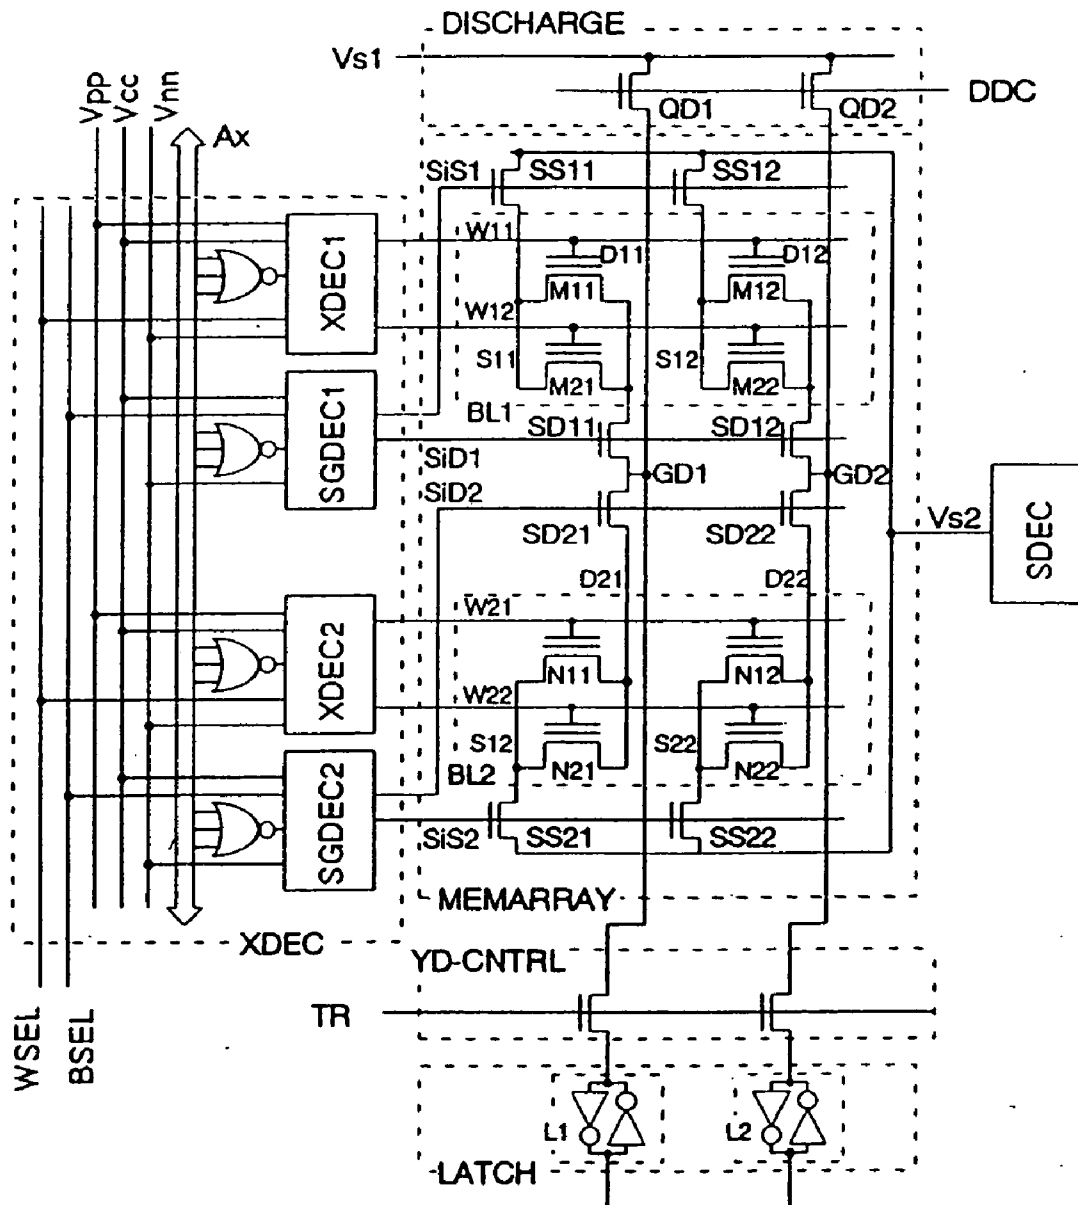 DISCHARGE
Vs1
Vpp
Vcc
Vnn
QD1
QD2
DDC
Ax
SiS1
SS11
SS12
W11
D11
D12
XDEC1
M11
M12
W12
S11
S12
M21
M22
BL1
SGDEC1
SD11
SD12
SiD1
GD1
GD2
SiD2
SD21
SD22
Vs2
SDEC
D21
D22
W21
XDEC2
N11
N12
W22
S12
S22
N21
N22
BL2
SGDEC2
SiS2
SS21
SS22
MEMARRAY
XDEC
YD-CNTRL
TR
WSEL
BSEL
L1
L2
LATCH